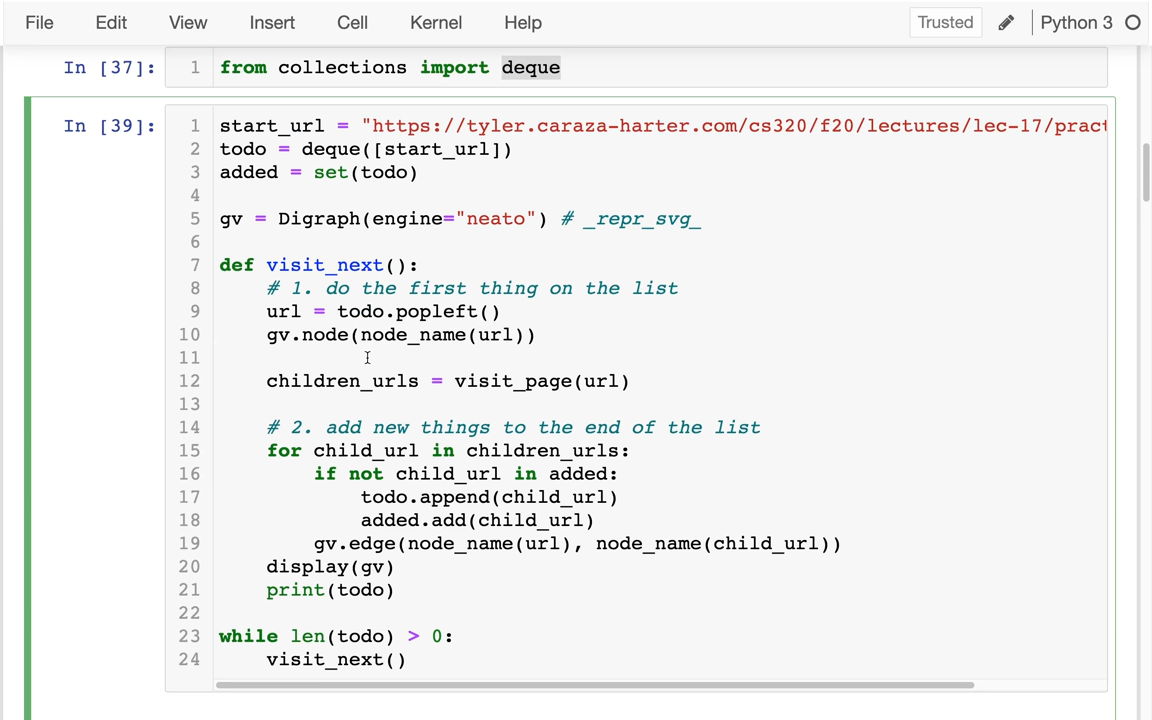 File Edit View Insert Cell Kernel Help Trusted Python 3
In [37]: 1 from collections import deque
In [39]: 1 start_url = "https://tyler.caraza-harter.com/cs320/f20/lectures/lec-17/pract
2 todo = deque([start_url])
3 added = set(todo)
4
5 gv = Digraph(engine="neato") # _repr_svg_
6
7 def visit_next():
8     # 1. do the first thing on the list
9     url = todo.popleft()
10     gv.node(node_name(url))
11
12     children_urls = visit_page(url)
13
14     # 2. add new things to the end of the list
15     for child_url in children_urls:
16         if not child_url in added:
17             todo.append(child_url)
18             added.add(child_url)
19         gv.edge(node_name(url), node_name(child_url))
20     display(gv)
21     print(todo)
22
23 while len(todo) > 0:
24     visit_next()